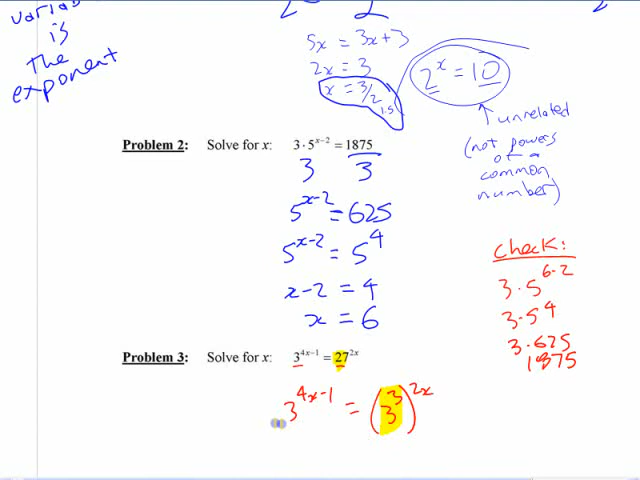 is
the
exponent
5x = 3x+3
2x = 3
x = 3/2
1.5
2^x = 10
unrelated
(not powers
of a
common
number)
Problem 2: Solve for x: 3 · 5^{x−2} = 1875
3 3
5^{x-2} = 625
5^{x-2} = 5^4
x-2 = 4
x = 6
check:
3·5^{6-2}
3·5^4
3·625
1875
Problem 3: Solve for x: 3^{4x−1} = 27^{2x}
3^{4x-1} = (3^3)^{2x}